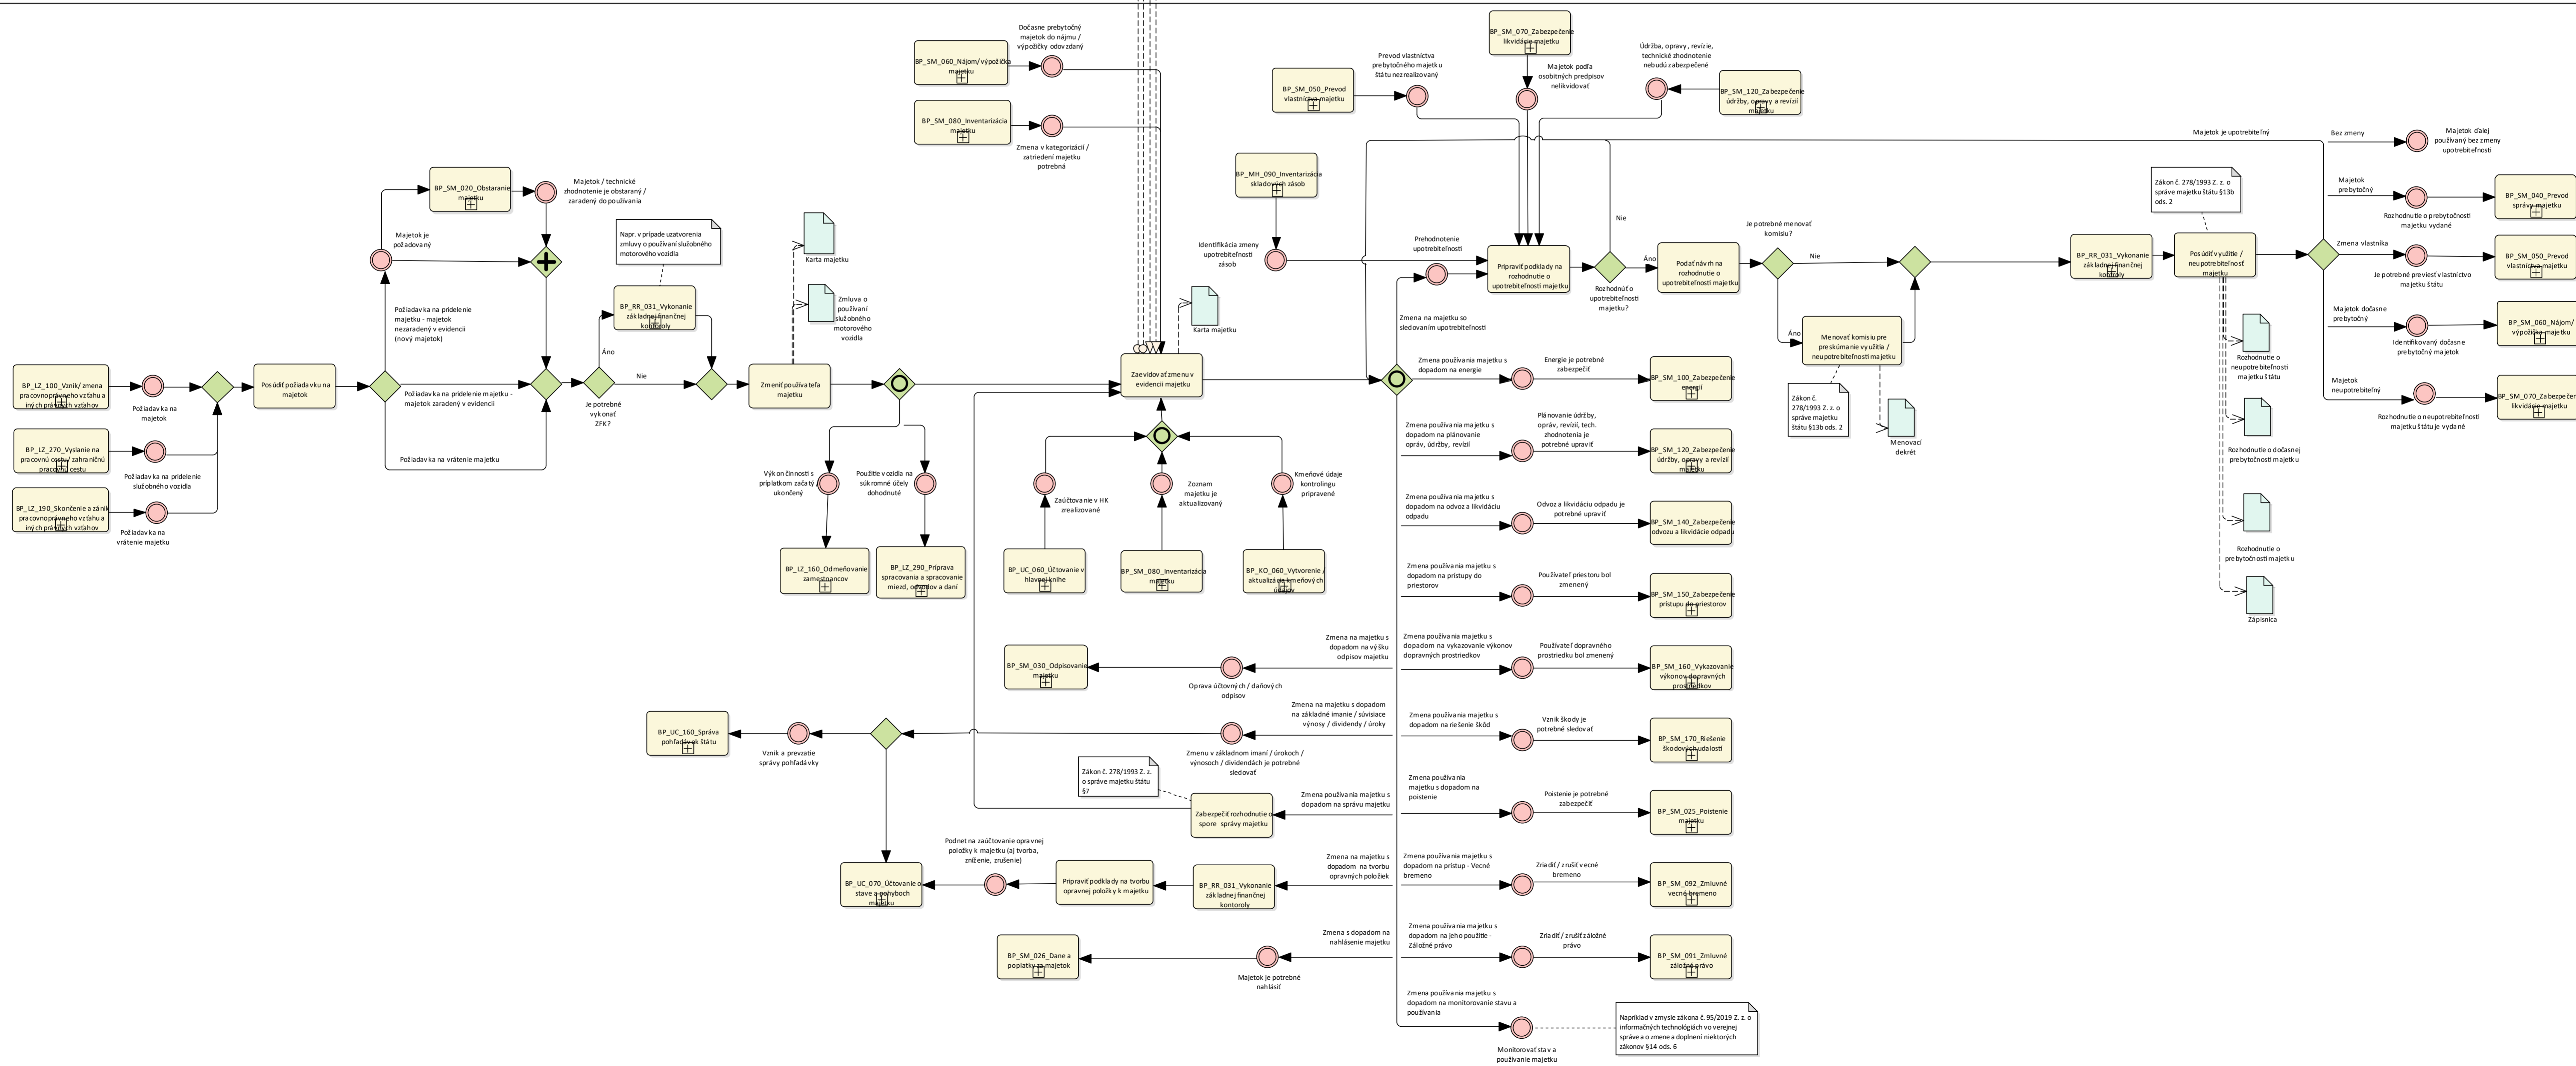 Dočasne prebytočný
majetok do nájmu /
výpožičky odovzdaný
BP_SM_060_Nájom/výpožička
majetku
BP_SM_080_Inventarizácia
majetku
Zmena v kategorizácii /
zatriedení majetku
potrebná
BP_SM_070_Zabezpečenie
likvidácie majetku
Prevod vlastníctva
prebytočného majetku
štátu nezrealizovaný
Majetok podľa
osobitných predpisov
nelikvidovať
Údržba, opravy, revízie,
technické zhodnotenie
nebudú zabezpečené
BP_SM_050_Prevod
vlastníctva majetku
BP_SM_120_Zabezpečenie
údržby, opravy a revízií
majetku
Majetok je upotrebiteľný
Bez zmeny
Majetok ďalej
používaný bez zmeny
upotrebiteľnosti
BP_MH_090_Inventarizácia
skladových zásob
BP_SM_020_Obstaranie
majetku
Majetok / technické
zhodnotenie je obstaraný /
zaradený do používania
Majetok je
požadovaný
Napr. v prípade uzatvorenia
zmluvy o používaní služobného
motorového vozidla
Karta majetku
Zmluva o
používaní
služobného
motorového
vozidla
BP_RR_031_Vykonanie
základnej finančnej
kontroly
Áno
Nie
Je potrebné
vykonať
ZFK?
Požiadavka na pridelenie
majetku - majetok
nezaradený v evidencii
(nový majetok)
Požiadavka na pridelenie majetku -
majetok zaradený v evidencii
Požiadavka na vrátenie majetku
BP_LZ_100_Vznik/ zmena
pracovnoprávneho vzťahu a
iných právnych vzťahov
Požiadavka na
majetok
BP_LZ_270_Vyslanie na
pracovnú cestu/ zahraničnú
pracovnú cestu
Požiadavka na pridelenie
služobného vozidla
BP_LZ_190_Skončenie a zánik
pracovnoprávneho vzťahu a
iných právnych vzťahov
Požiadavka na
vrátenie majetku
Posúdiť požiadavku na
majetok
Zmeniť používateľa
majetku
Výkon činnosti s
príplatkom začatý /
ukončený
Použitie vozidla na
súkromné účely
dohodnuté
BP_LZ_160_Odmeňovanie
zamestnancov
BP_LZ_290_Príprava
spracovania a spracovanie
miezd, odvodov a daní
Zaevidovať zmenu v
evidencii majetku
Karta majetku
Zaúčtovanie v HK
zrealizované
Zoznam
majetku je
aktualizovaný
Kmeňové údaje
kontrolingu
pripravené
BP_UC_060_Účtovanie v
hlavnej knihe
BP_SM_080_Inventarizácia
majetku
BP_KO_060_Vytvorenie /
aktualizácia kmeňových
údajov
Identifikácia zmeny
upotrebiteľnosti
zásob
Prehodnotenie
upotrebiteľnosti
Zmena na majetku so
sledovaním upotrebiteľnosti
Pripraviť podklady na
rozhodnutie o
upotrebiteľnosti majetku
Nie
Áno
Rozhodnúť o
upotrebiteľnosti
majetku?
Podať návrh na
rozhodnutie o
upotrebiteľnosti majetku
Je potrebné menovať
komisiu?
Nie
Áno
Menovať komisiu pre
preskúmanie využitia /
neupotrebiteľnosti majetku
Zákon č.
278/1993 Z. z. o
správe majetku
štátu §13b ods. 2
Menovací
dekrét
BP_RR_031_Vykonanie
základnej finančnej
kontroly
Zákon č. 278/1993 Z. z. o
správe majetku štátu §13b
ods. 2
Posúdiť využitie /
neupotrebiteľnosť
majetku
Rozhodnutie o
neupotrebiteľnosti
majetku štátu
Rozhodnutie o dočasnej
prebytočnosti majetku
Rozhodnutie o
prebytočnosti majetku
Zápisnica
Majetok
prebytočný
Rozhodnutie o prebytočnosti
majetku vydané
BP_SM_040_Prevod
správy majetku
Zmena vlastníka
Je potrebné previesť vlastníctvo
majetku štátu
BP_SM_050_Prevod
vlastníctva majetku
Majetok dočasne
prebytočný
Identifikovaný dočasne
prebytočný majetok
BP_SM_060_Nájom/
výpožička majetku
Majetok
neupotrebiteľný
Rozhodnutie o neupotrebiteľnosti
majetku štátu je vydané
BP_SM_070_Zabezpečen
likvidácie majetku
Zmena používania majetku s
dopadom na energie
Energie je potrebné
zabezpečiť
BP_SM_100_Zabezpečenie
energií
Zmena používania majetku s
dopadom na plánovanie
opráv, údržby, revízií
Plánovanie údržby,
opráv, revízií, tech.
zhodnotenia je
potrebné upraviť
BP_SM_120_Zabezpečenie
údržby, opravy a revízií
majetku
Zmena používania majetku s
dopadom na odvoz a likvidáciu
odpadu
Odvoz a likvidáciu odpadu je
potrebné upraviť
BP_SM_140_Zabezpečenie
odvozu a likvidácie odpadu
Zmena používania majetku s
dopadom na prístupy do
priestorov
Používateľ priestoru bol
zmenený
BP_SM_150_Zabezpečenie
prístupu do priestorov
Zmena na majetku s
dopadom na výšku
odpisov majetku
Oprava účtovných / daňových
odpisov
BP_SM_030_Odpisovanie
majetku
Zmena používania majetku s
dopadom na vykazovanie výkonov
dopravných prostriedkov
Používateľ dopravného
prostriedku bol zmenený
BP_SM_160_Vykazovanie
výkonov dopravných
prostriedkov
Zmena na majetku s dopadom
na základné imanie / súvisiace
výnosy / dividendy / úroky
Zmenu v základnom imaní / úrokoch /
výnosoch / dividendách je potrebné
sledovať
Vznik a prevzatie
správy pohľadávky
BP_UC_160_Správa
pohľadávok štátu
Zmena používania majetku s
dopadom na riešenie škôd
Vznik škody je
potrebné sledovať
BP_SM_170_Riešenie
škodových udalostí
Zákon č. 278/1993 Z. z.
o správe majetku štátu
§7
Zabezpečiť rozhodnutie o
spore správy majetku
Zmena používania majetku s
dopadom na správu majetku
Zmena používania
majetku s dopadom na
poistenie
Poistenie je potrebné
zabezpečiť
BP_SM_025_Poistenie
majetku
Podnet na zaúčtovanie opravnej
položky k majetku (aj tvorba,
zníženie, zrušenie)
BP_UC_070_Účtovanie o
stave a pohyboch
majetku
Pripraviť podklady na tvorbu
opravnej položky k majetku
BP_RR_031_Vykonanie
základnej finančnej
kontroly
Zmena na majetku s
dopadom na tvorbu
opravných položiek
Zmena používania majetku s
dopadom na prístup - Vecné
bremeno
Zriadiť / zrušiť vecné
bremeno
BP_SM_092_Zmluvné
vecné bremeno
BP_SM_026_Dane a
poplatky za majetok
Majetok je potrebné
nahlásiť
Zmena s dopadom na
nahlásenie majetku
Zmena používania majetku s
dopadom na jeho použitie -
Záložné právo
Zriadiť / zrušiť záložné
právo
BP_SM_091_Zmluvné
záložné právo
Zmena používania majetku s
dopadom na monitorovanie stavu a
používania
Monitorovať stav a
používanie majetku
Napríklad v zmysle zákona č. 95/2019 Z. z. o
informačných technológiách vo verejnej
správe a o zmene a doplnení niektorých
zákonov §14 ods. 6